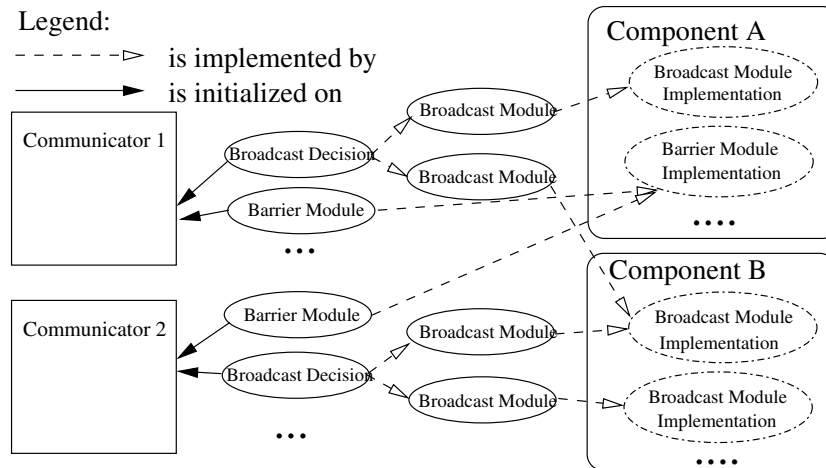 Legend:
is implemented by
is initialized on
Component A
Broadcast Module
Implementation
Barrier Module
Implementation
....
Communicator 1
Broadcast Decision
Broadcast Module
Broadcast Module
Barrier Module
...
Component B
Broadcast Module
Implementation
Broadcast Module
Implementation
....
Communicator 2
Barrier Module
Broadcast Decision
Broadcast Module
Broadcast Module
...